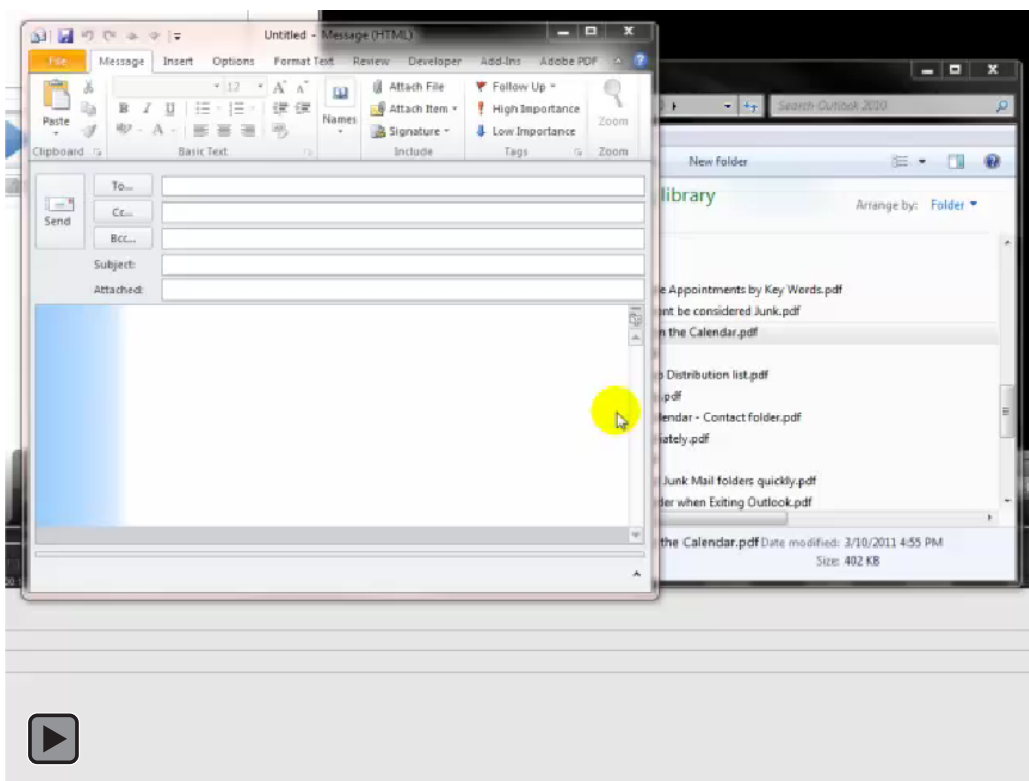 Untitled - Message (HTML)
File Message Insert Options Format Text Review Developer Add-Ins Adobe PDF
12
Attach File
Follow Up
Attach Item
High Importance
Paste
B I U
Names
Signature
Low Importance
Zoom
Clipboard
Basic Text
Include
Tags
Zoom
To...
Cc...
Send
Bcc...
Subject:
Attached:
Search Outlook 2010
New folder
library
Arrange by: Folder
Appointments by Key Words.pdf
be considered Junk.pdf
the Calendar.pdf
Distribution list.pdf
.pdf
- Contact folder.pdf
.pdf
Junk Mail folders quickly.pdf
when Exiting Outlook.pdf
the Calendar.pdf Date modified: 3/10/2011 4:55 PM
Size: 402 KB